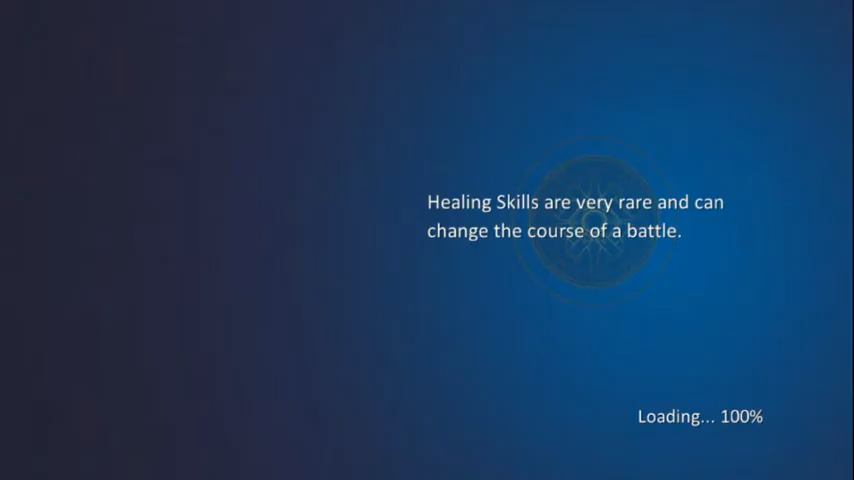 Healing Skills are very rare and can
change the course of a battle.
Loading... 100%